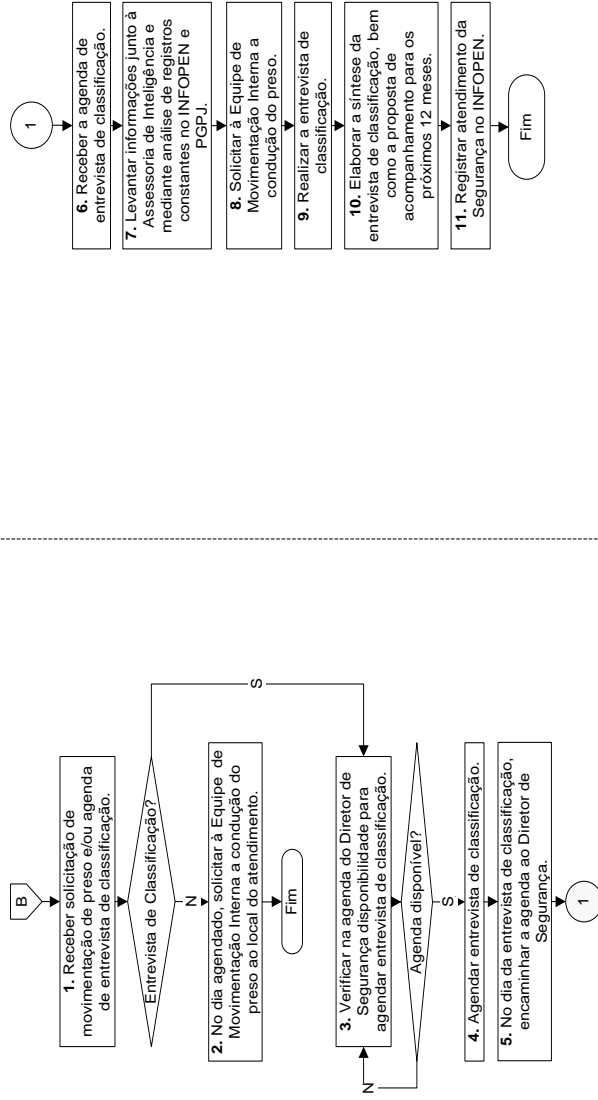 B
1. Receber solicitação de
movimentação de preso e/ou agenda
de entrevista de classificação.
Entrevista de Classificação?
S
N
2. No dia agendado, solicitar à Equipe de
Movimentação Interna a condução do
preso ao local do atendimento.
Fim
3. Verificar na agenda do Diretor de
Segurança disponibilidade para
agendar entrevista de classificação.
Agenda disponível?
N
S
4. Agendar entrevista de classificação.
5. No dia da entrevista de classificação,
encaminhar a agenda ao Diretor de
Segurança.
1
1
6. Receber a agenda de
entrevista de classificação.
7. Levantar informações junto à
Assessoria de Inteligência e
mediante análise de registros
constantes no INFOPEN e
PGPJ.
8. Solicitar à Equipe de
Movimentação Interna a
condução do preso.
9. Realizar a entrevista de
classificação.
10. Elaborar a síntese da
entrevista de classificação, bem
como a proposta de
acompanhamento para os
próximos 12 meses.
11. Registrar atendimento da
Segurança no INFOPEN.
Fim